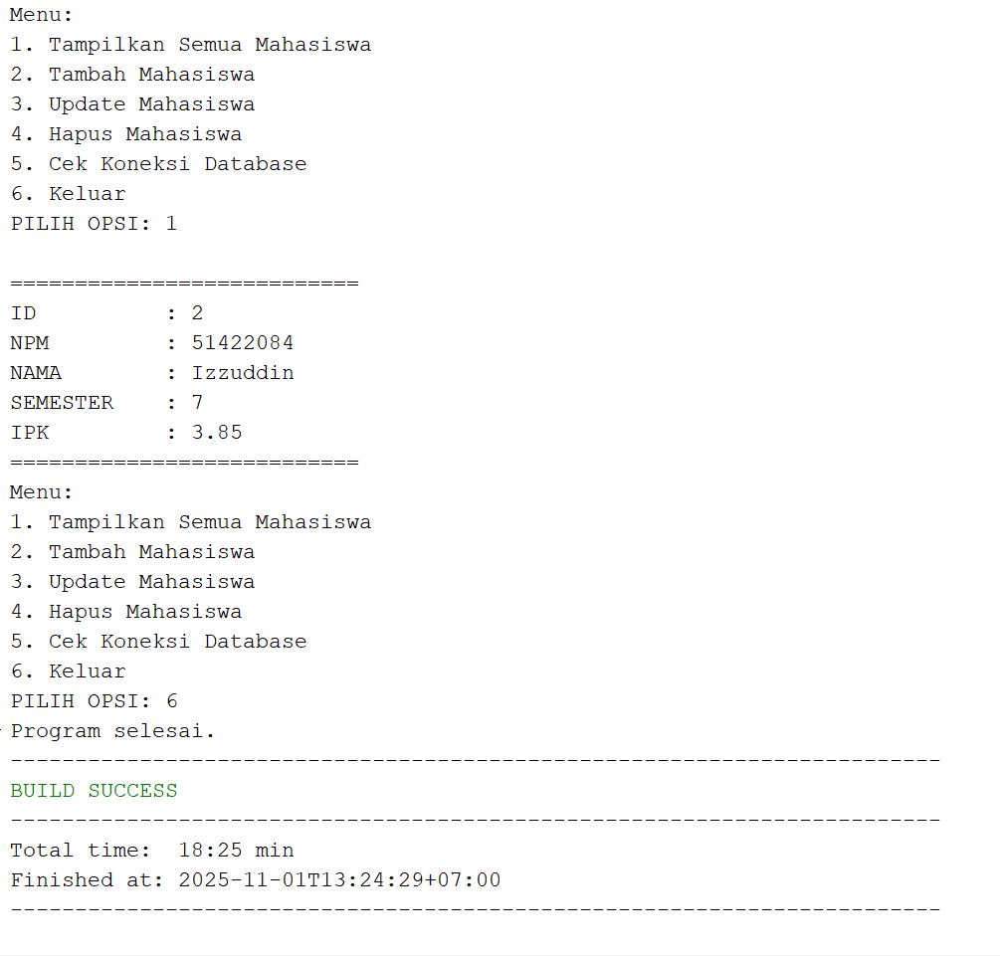 Menu:
1. Tampilkan Semua Mahasiswa
2. Tambah Mahasiswa
3. Update Mahasiswa
4. Hapus Mahasiswa
5. Cek Koneksi Database
6. Keluar
PILIH OPSI: 1
===========================
ID          : 2
NPM         : 51422084
NAMA        : Izzuddin
SEMESTER    : 7
IPK         : 3.85
===========================
Menu:
1. Tampilkan Semua Mahasiswa
2. Tambah Mahasiswa
3. Update Mahasiswa
4. Hapus Mahasiswa
5. Cek Koneksi Database
6. Keluar
PILIH OPSI: 6
Program selesai.
------------------------------------------------------------------------
BUILD SUCCESS
------------------------------------------------------------------------
Total time:  18:25 min
Finished at: 2025-11-01T13:24:29+07:00
------------------------------------------------------------------------